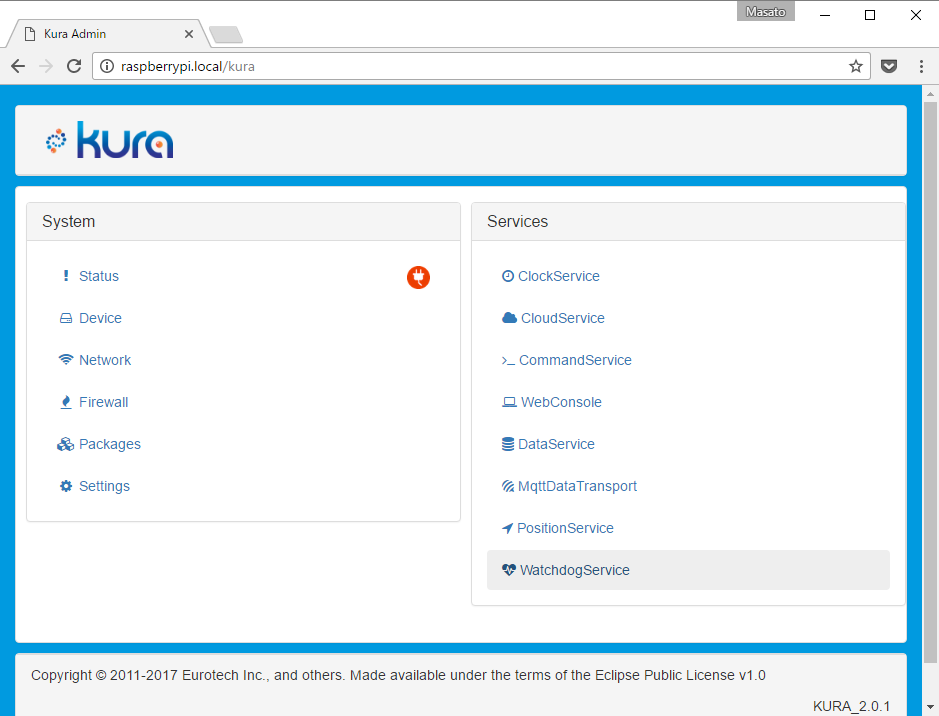 Masato
Kura Admin
raspberrypi.local/kura
kura
System
Status
Device
Network
Firewall
Packages
Settings
Services
ClockService
CloudService
CommandService
WebConsole
DataService
MqttDataTransport
PositionService
WatchdogService
Copyright © 2011-2017 Eurotech Inc., and others. Made available under the terms of the Eclipse Public License v1.0
KURA_2.0.1